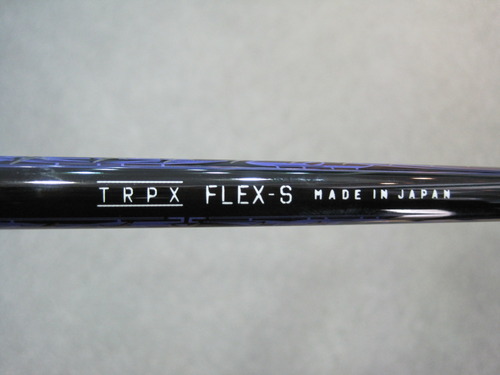 TRPX FLEX-S MADE IN JAPAN